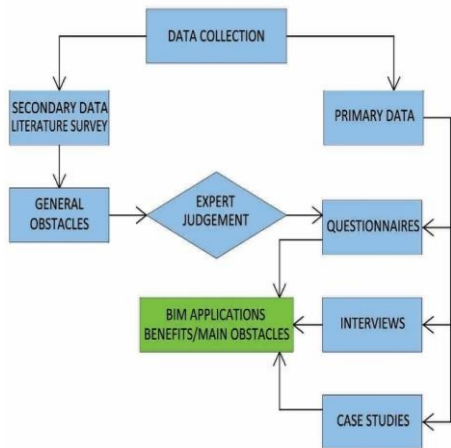 DATA COLLECTION
SECONDARY DATA
LITERATURE SURVEY
PRIMARY DATA
GENERAL
OBSTACLES
EXPERT
JUDGEMENT
QUESTIONNAIRES
BIM APPLICATIONS
BENEFITS/MAIN OBSTACLES
INTERVIEWS
CASE STUDIES